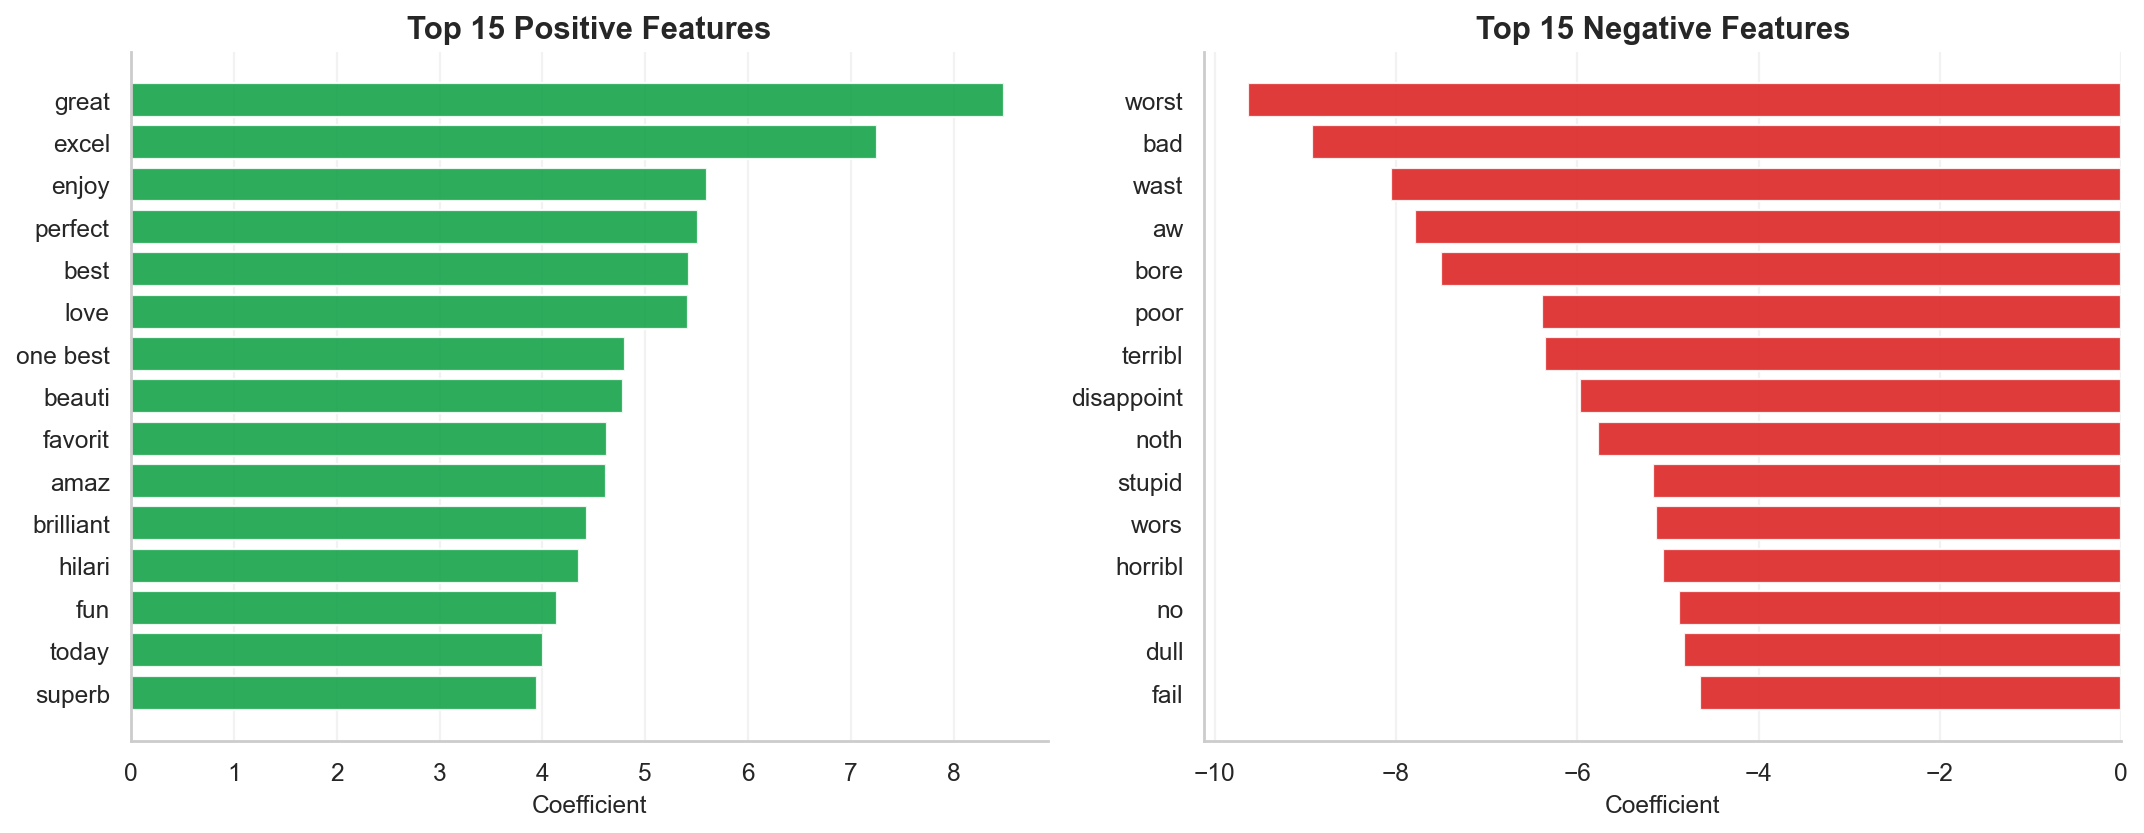 Top 15 Positive Features
great
excel
enjoy
perfect
best
love
one best
beauti
favorit
amaz
brilliant
hilari
fun
today
superb
0 1 2 3 4 5 6 7 8
Coefficient
Top 15 Negative Features
worst
bad
wast
aw
bore
poor
terribl
disappoint
noth
stupid
wors
horribl
no
dull
fail
−10 −8 −6 −4 −2 0
Coefficient